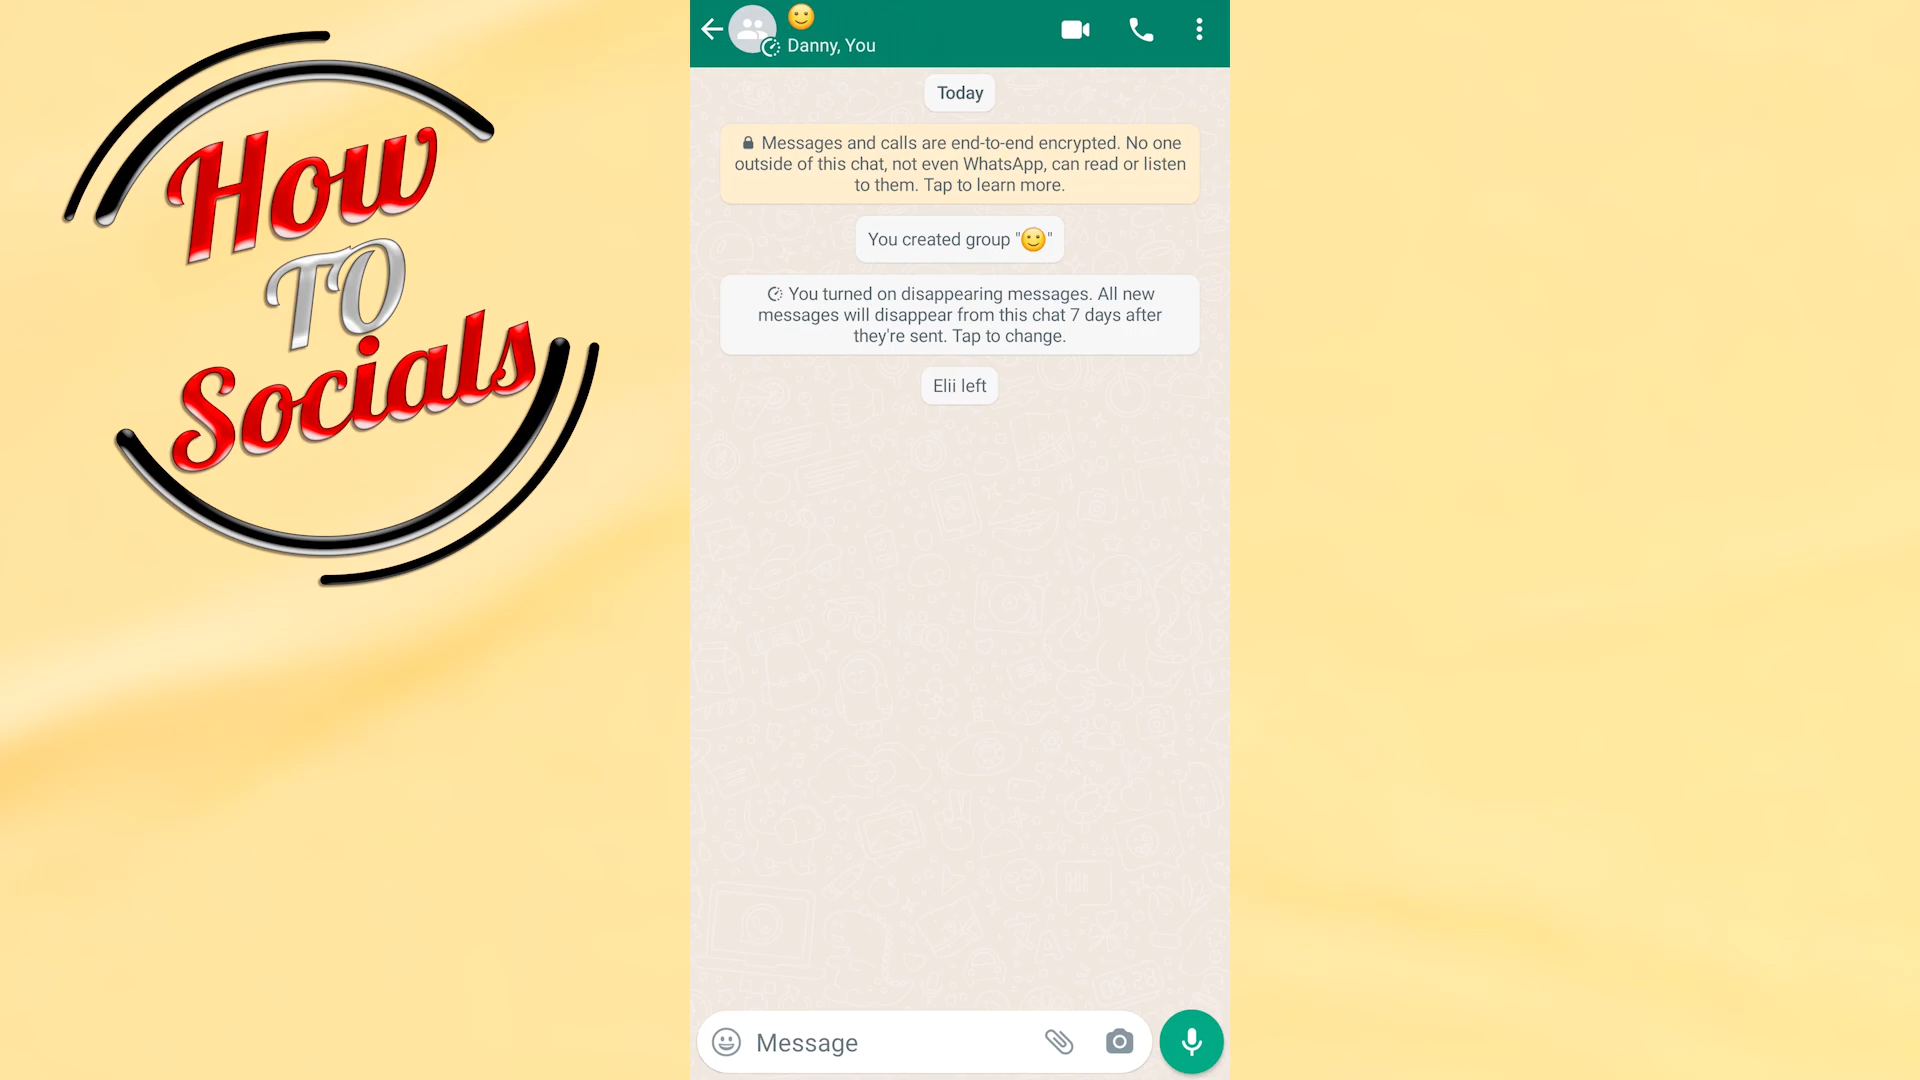 How
TO
Socials
🙂
Danny, You
Today
Messages and calls are end-to-end encrypted. No one
outside of this chat, not even WhatsApp, can read or listen
to them. Tap to learn more.
You created group "🙂"
You turned on disappearing messages. All new
messages will disappear from this chat 7 days after
they're sent. Tap to change.
Elii left
Message